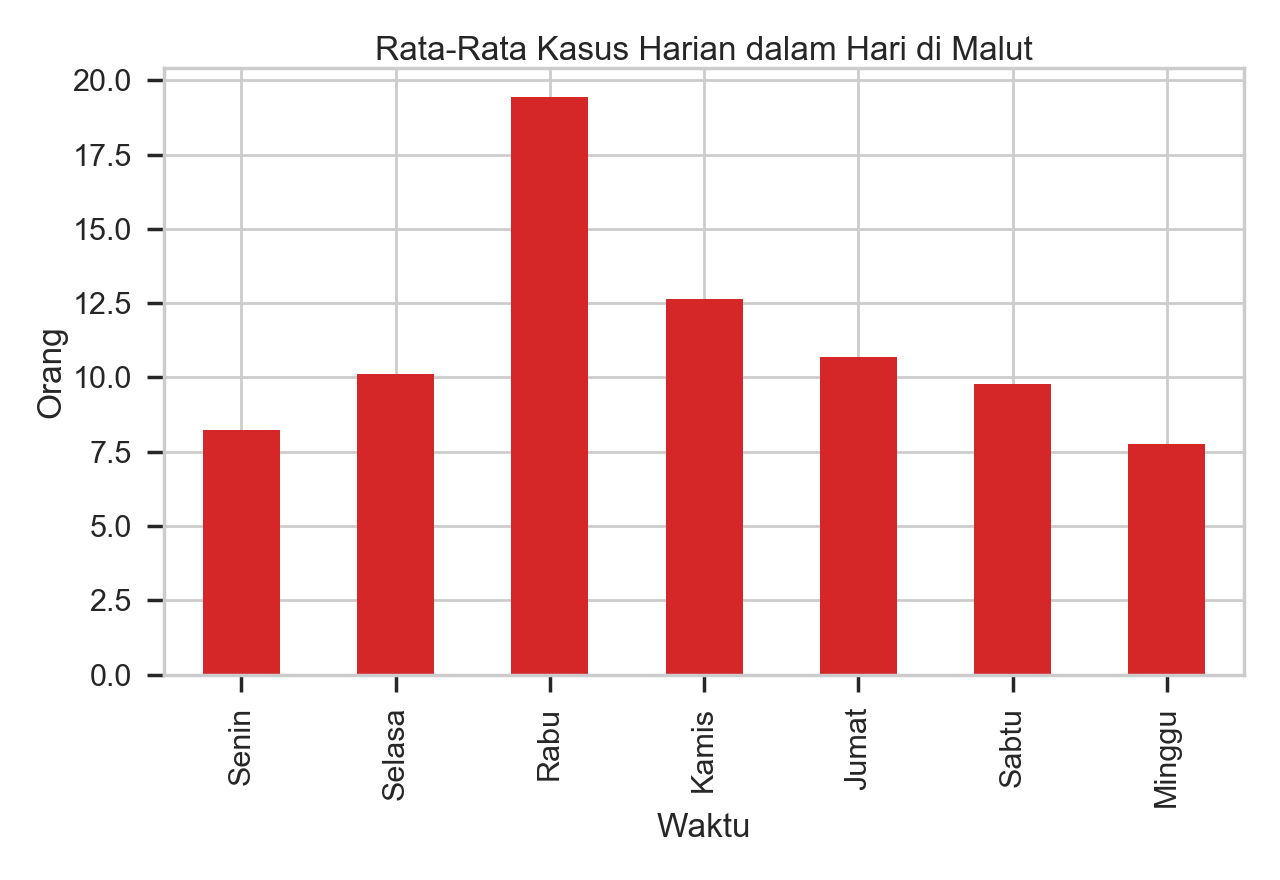 Rata-Rata Kasus Harian dalam Hari di Malut
20.0
17.5
15.0
12.5
10.0
7.5
5.0
2.5
0.0
Orang
Senin
Selasa
Rabu
Kamis
Jumat
Sabtu
Minggu
Waktu